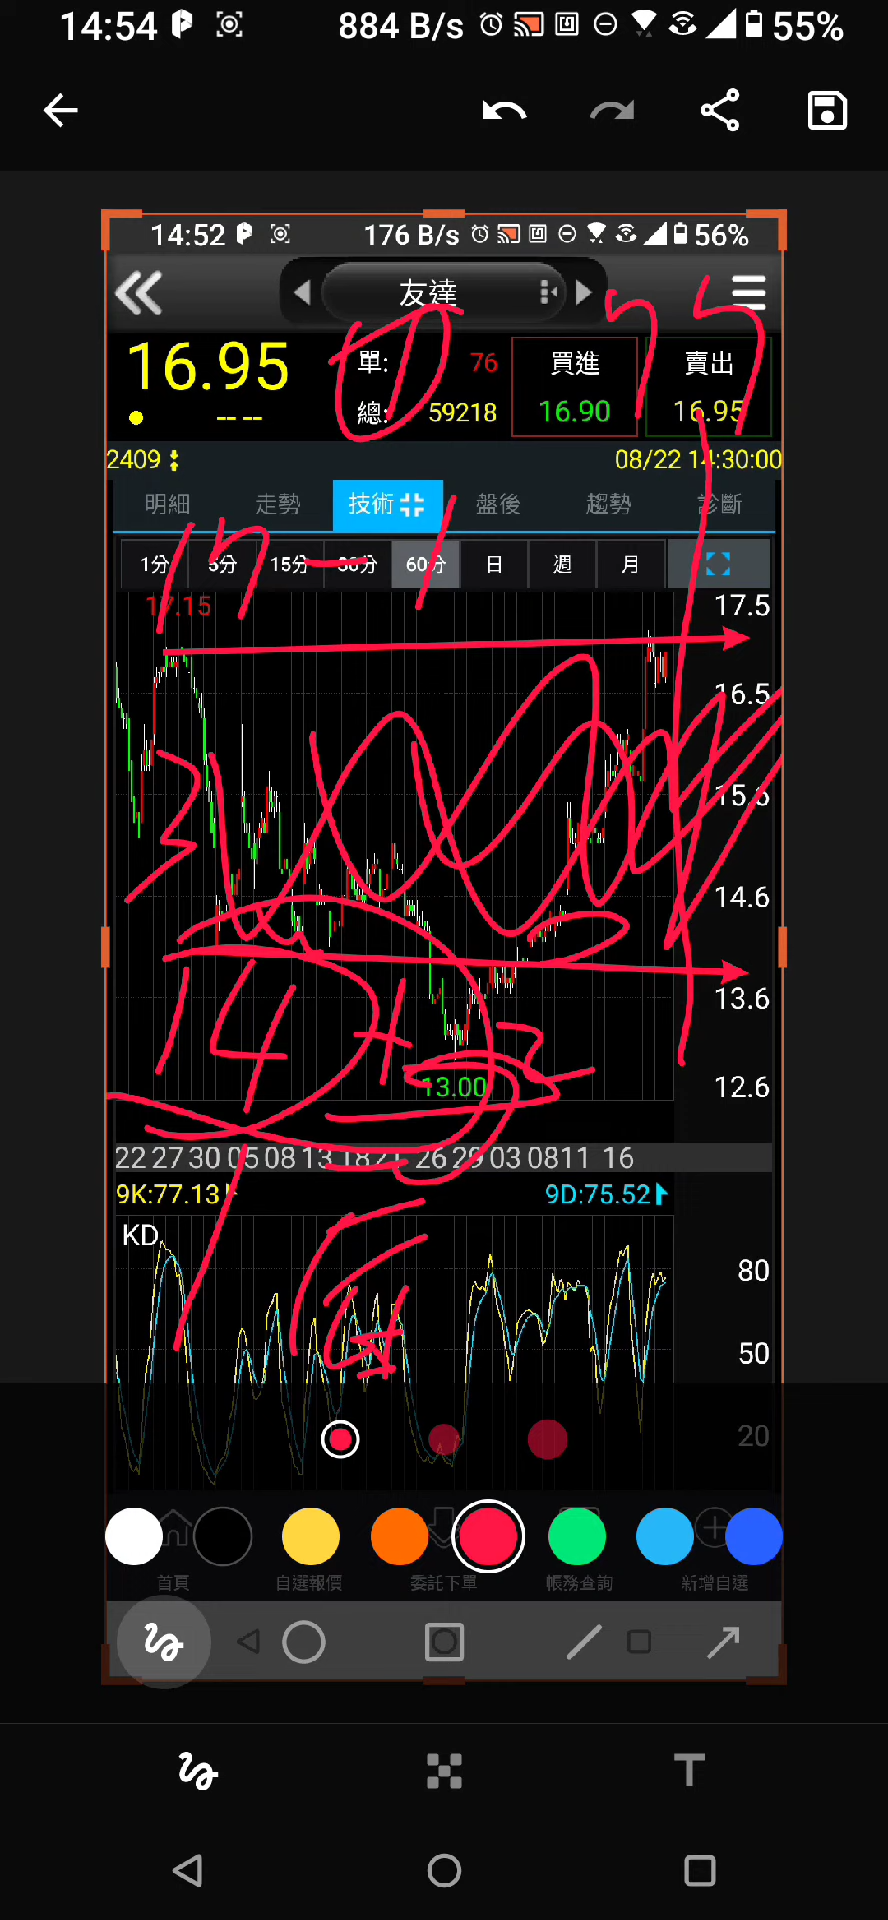 14:54 884 B/s 55%
14:52 176 B/s 56%
友達
16.95 單: 76 買進 賣出
-- -- 總: 59218 16.90 16.95
2409 08/22 14:30:00
明細 走勢 技術 盤後 趨勢 診斷
1分 5分 15分 30分 60分 日 週 月
17.15 17.5
16.5
15.6
14.6
13.6
13.00 12.6
22 27 30 05 08 13 18 21 26 29 03 08 11 16
9K:77.13 9D:75.52
KD
80
50
20
首頁 自選報價 委託下單 帳務查詢 新增自選
T